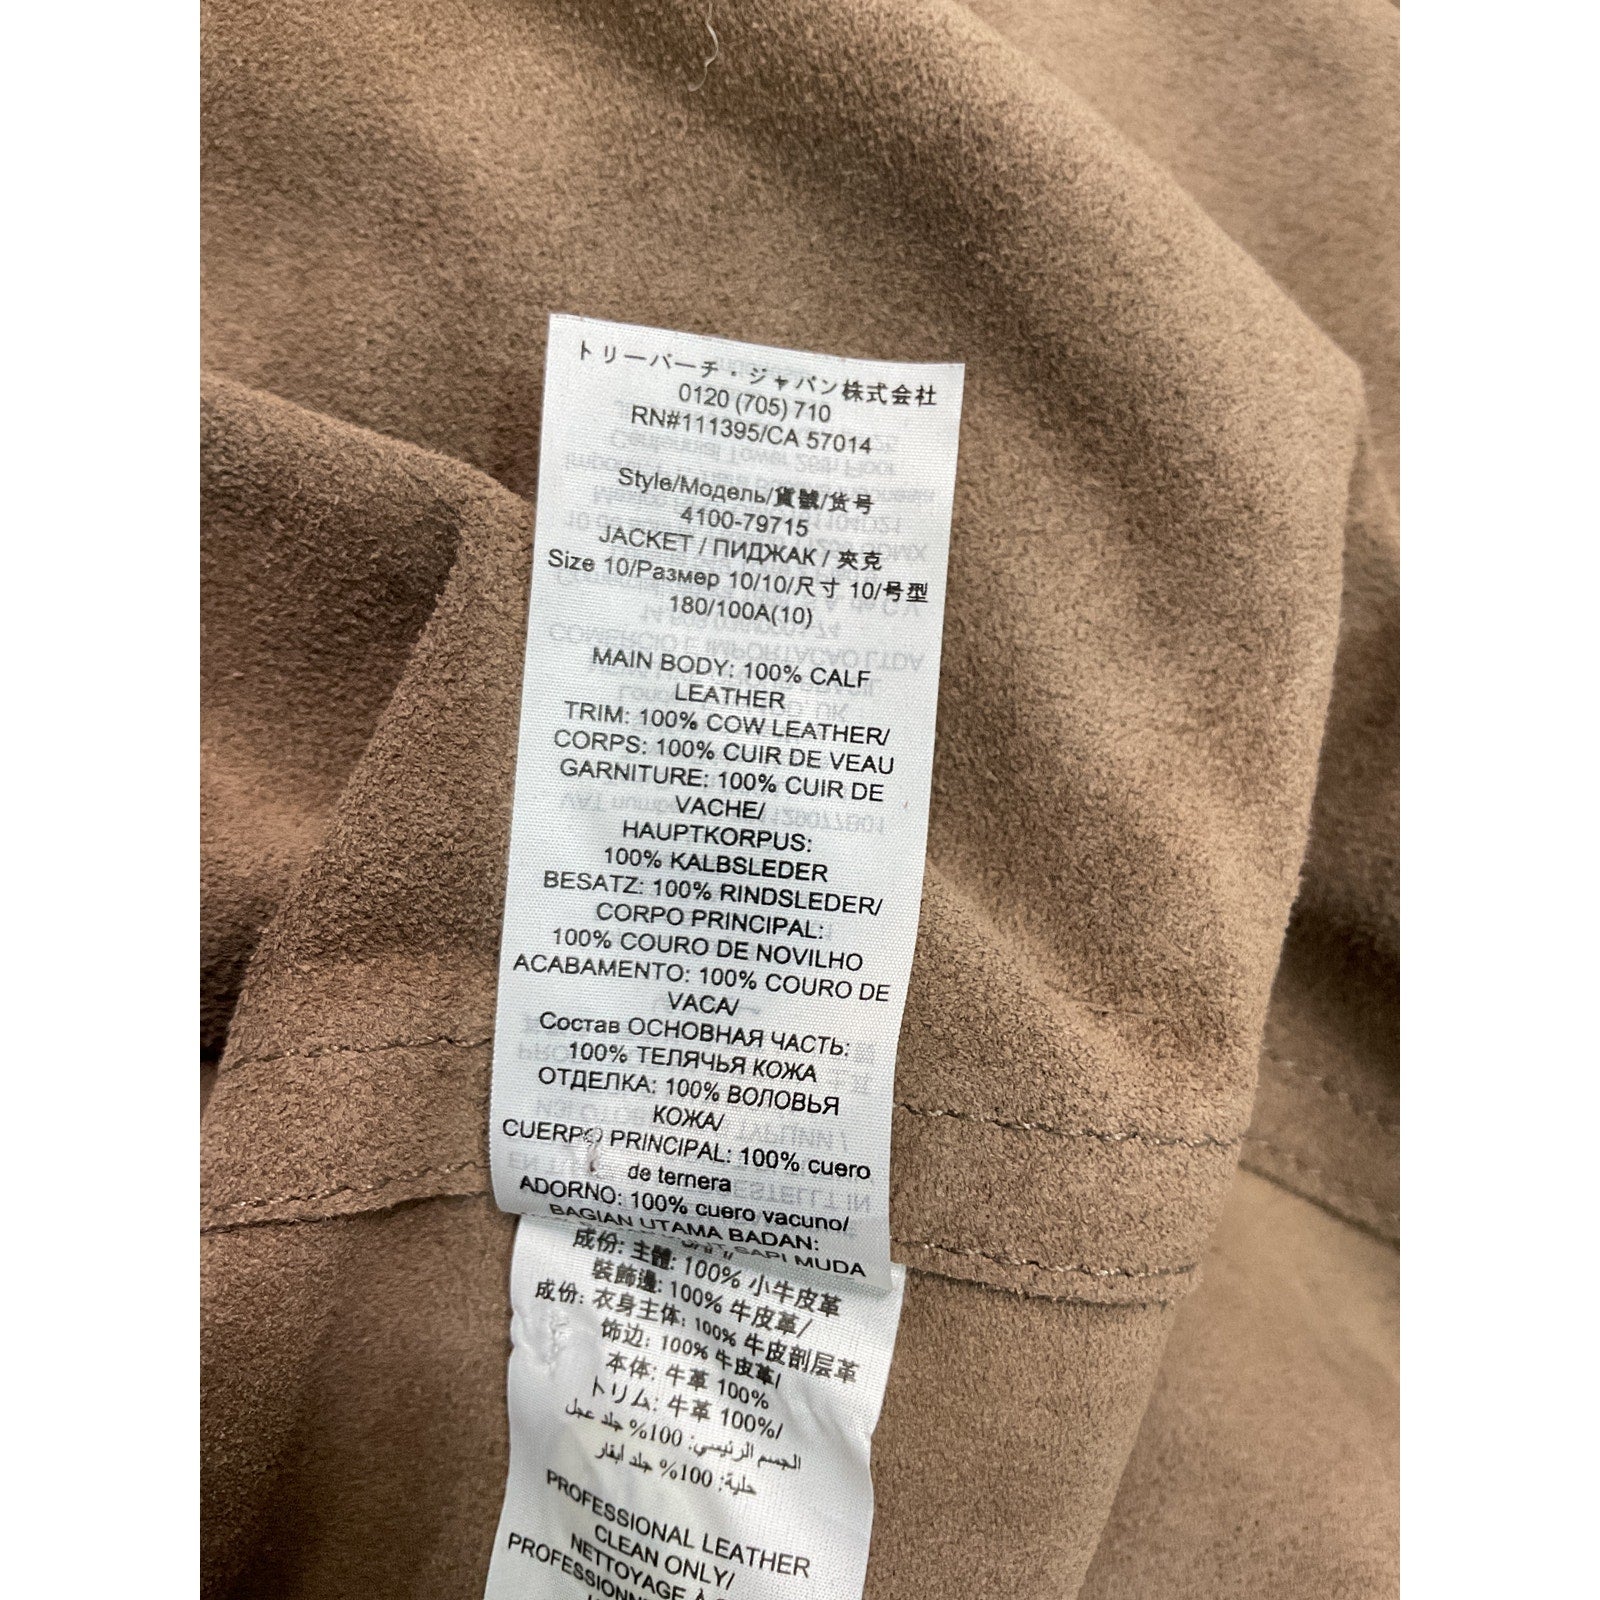 トリーバーチ・ジャパン株式会社
0120 (705) 710
RN#111395/CA 57014
Style/Модель/貨號/货号
4100-79715
JACKET / ПИДЖАК / 夾克
Size 10/Размер 10/10/尺寸 10/号型
180/100A(10)
MAIN BODY: 100% CALF
LEATHER
TRIM: 100% COW LEATHER/
CORPS: 100% CUIR DE VEAU
GARNITURE: 100% CUIR DE
VACHE/
HAUPTKORPUS:
100% KALBSLEDER
BESATZ: 100% RINDSLEDER/
CORPO PRINCIPAL:
100% COURO DE NOVILHO
ACABAMENTO: 100% COURO DE
VACA/
Состав ОСНОВНАЯ ЧАСТЬ:
100% ТЕЛЯЧЬЯ КОЖА
ОТДЕЛКА: 100% ВОЛОВЬЯ
КОЖА/
CUERPO PRINCIPAL: 100% cuero
de ternera
ADORNO: 100% cuero vacuno/
BAGIAN UTAMA BADAN:
SAPI MUDA
成份: 主體: 100% 小牛皮革
裝飾邊: 100% 牛皮革/
成份: 衣身主体: 100% 牛皮剖层革
饰边: 100% 牛皮革/
本体: 牛革 100%
トリム: 牛革 100%/
الجسم الرئيسي: 100% جلد عجل
حلية: 100% جلد ابقار
PROFESSIONAL LEATHER
CLEAN ONLY/
NETTOYAGE À